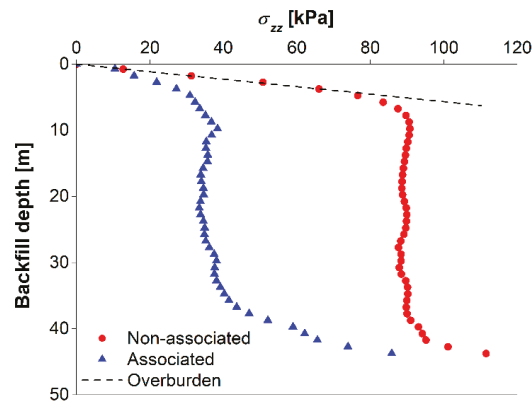 σzz [kPa]
0 20 40 60 80 100 120
0
10
20
30
40
50
Backfill depth [m]
Non-associated
Associated
Overburden